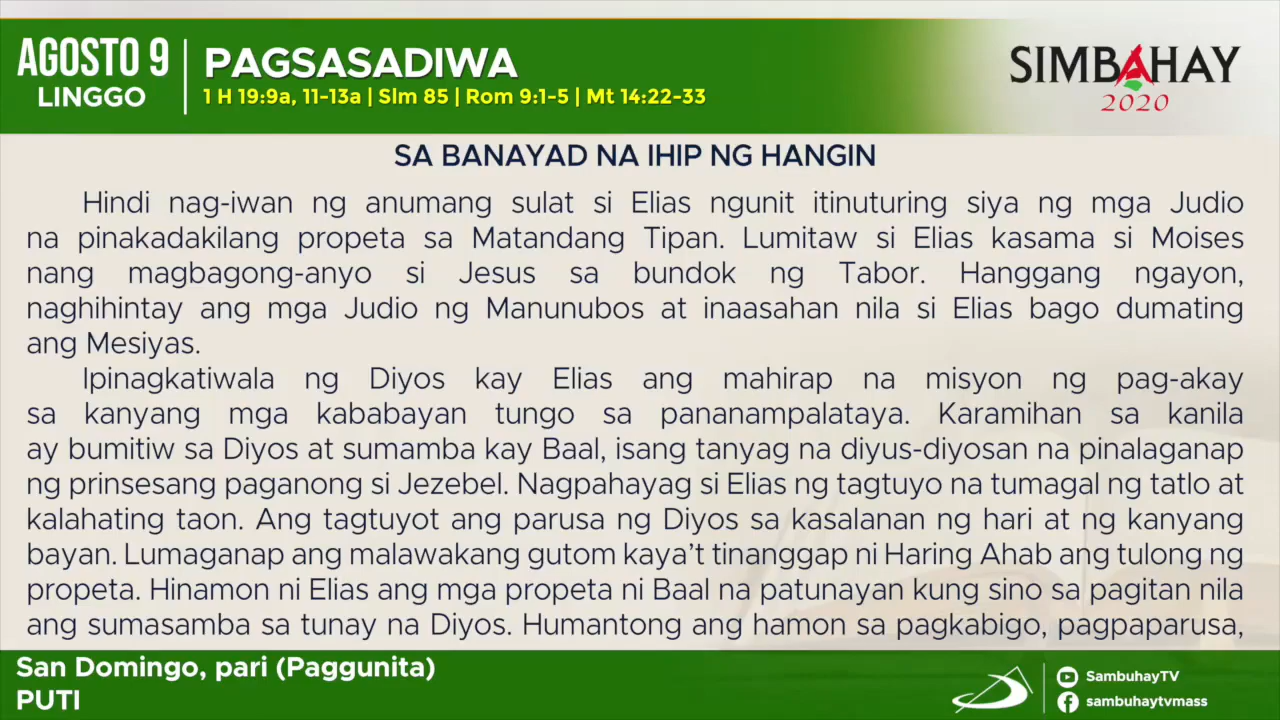 AGOSTO 9
LINGGO
PAGSASADIWA
1 H 19:9a, 11-13a | Slm 85 | Rom 9:1-5 | Mt 14:22-33
SIMBAHAY
2020
SA BANAYAD NA IHIP NG HANGIN
Hindi nag-iwan ng anumang sulat si Elias ngunit itinuturing siya ng mga Judio
na pinakadakilang propeta sa Matandang Tipan. Lumitaw si Elias kasama si Moises
nang magbagong-anyo si Jesus sa bundok ng Tabor. Hanggang ngayon,
naghihintay ang mga Judio ng Manunubos at inaasahan nila si Elias bago dumating
ang Mesiyas.
Ipinagkatiwala ng Diyos kay Elias ang mahirap na misyon ng pag-akay
sa kanyang mga kababayan tungo sa pananampalataya. Karamihan sa kanila
ay bumitiw sa Diyos at sumamba kay Baal, isang tanyag na diyus-diyosan na pinalaganap
ng prinsesang paganong si Jezebel. Nagpahayag si Elias ng tagtuyo na tumagal ng tatlo at
kalahating taon. Ang tagtuyot ang parusa ng Diyos sa kasalanan ng hari at ng kanyang
bayan. Lumaganap ang malawakang gutom kaya't tinanggap ni Haring Ahab ang tulong ng
propeta. Hinamon ni Elias ang mga propeta ni Baal na patunayan kung sino sa pagitan nila
ang sumasamba sa tunay na Diyos. Humantong ang hamon sa pagkabigo, pagpaparusa,
San Domingo, pari (Paggunita)
PUTI
SambuhayTV
sambuhaytvmass